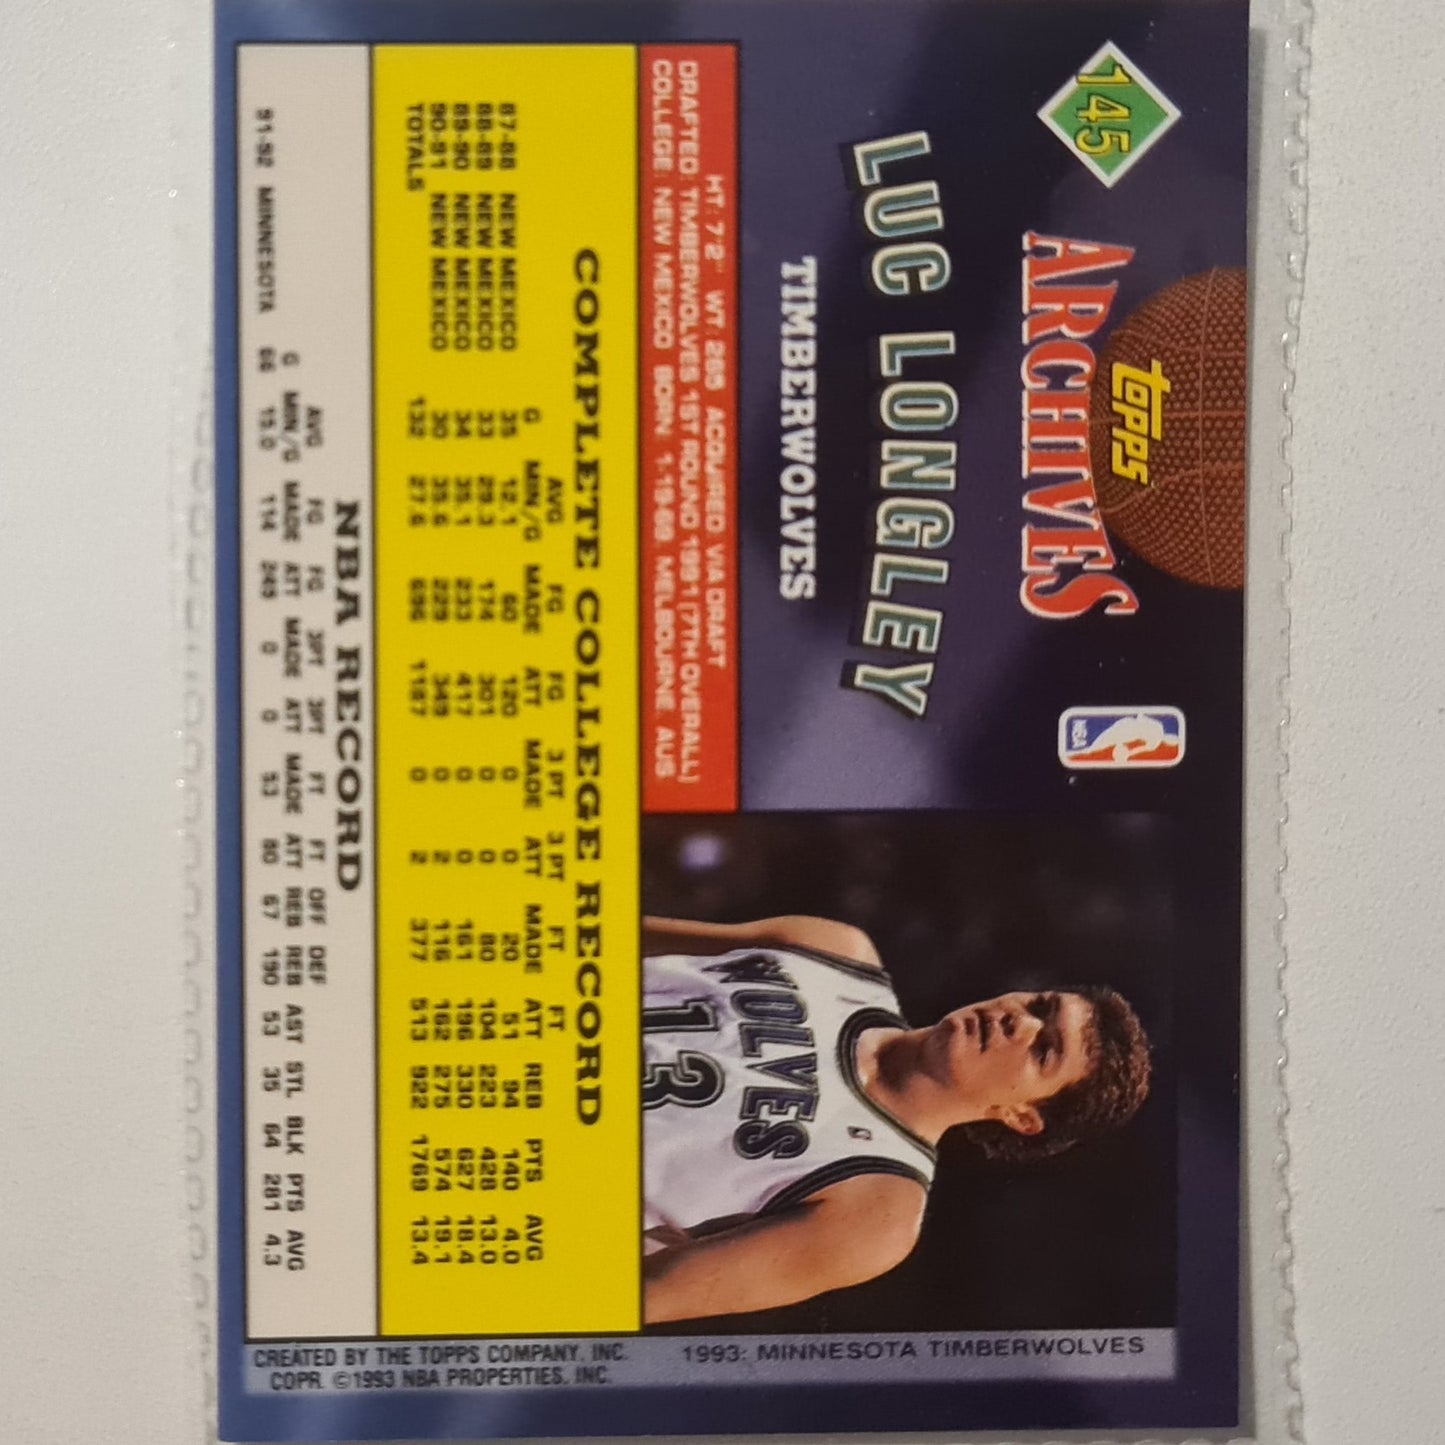 145
topps
ARCHIVES
NBA
LUC LONGLEY
TIMBERWOLVES
HT: 7'2" WT: 265 ACQUIRED: VIA DRAFT
DRAFTED: TIMBERWOLVES 1ST ROUND 1991 (7TH OVERALL)
COLLEGE: NEW MEXICO BORN: 1-19-69 MELBOURNE, AUS
WOLVES
13
COMPLETE COLLEGE RECORD
AVG FG FG 3 PT 3 PT FT FT
G MIN/G MADE ATT MADE ATT MADE ATT REB PTS AVG
87-88 NEW MEXICO 35 12.1 60 120 0 0 20 51 94 140 4.0
88-89 NEW MEXICO 33 29.3 174 301 0 0 80 104 223 428 13.0
89-90 NEW MEXICO 34 35.1 233 417 0 0 161 196 330 627 18.4
90-91 NEW MEXICO 30 35.6 229 349 0 2 116 162 275 574 19.1
TOTALS 132 27.6 696 1187 0 2 377 513 922 1769 13.4
NBA RECORD
AVG FG FG 3PT 3PT FT FT OFF DEF
G MIN/G MADE ATT MADE ATT MADE ATT REB REB AST STL BLK PTS AVG
91-92 MINNESOTA 66 15.0 114 249 0 0 53 80 67 190 53 35 64 281 4.3
1993: MINNESOTA TIMBERWOLVES
CREATED BY THE TOPPS COMPANY, INC.
COPR. ©1993 NBA PROPERTIES, INC.